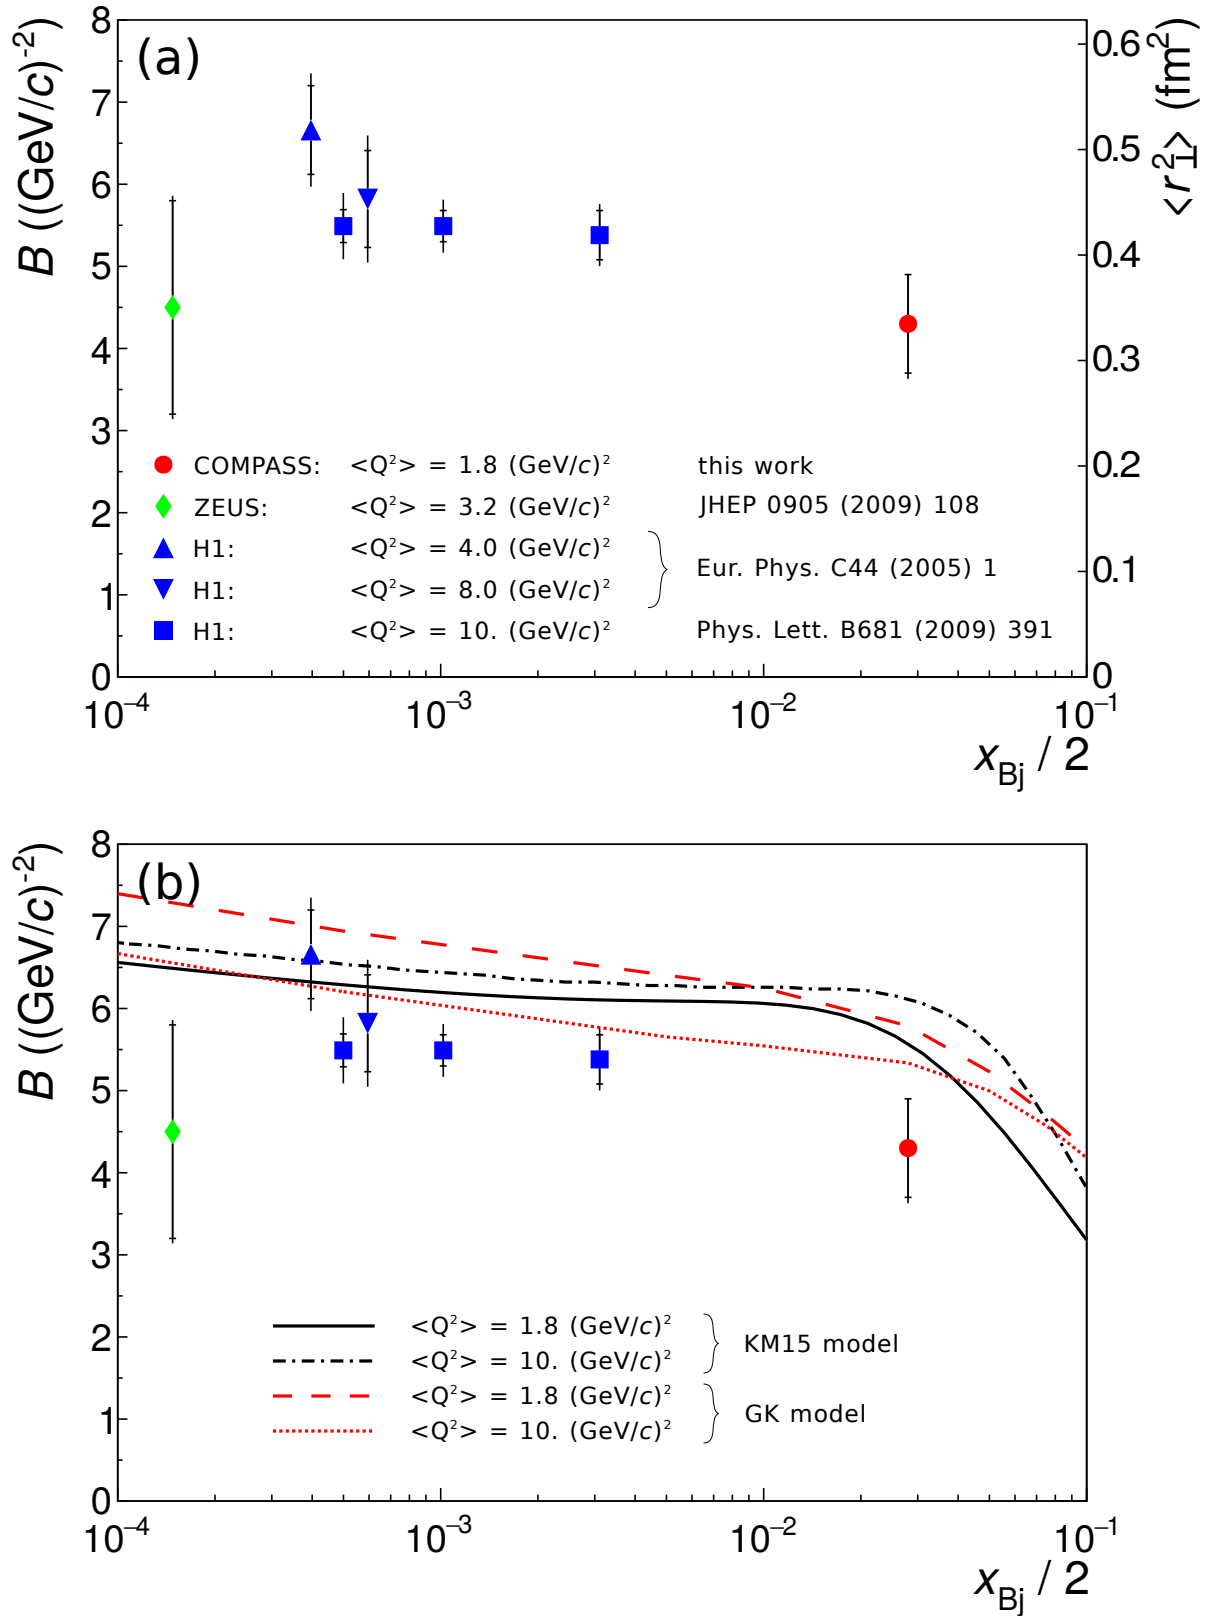 (a)
B ((GeV/c)⁻²)
<r²⊥> (fm²)
8
7
6
5
4
3
2
1
0
0.6
0.5
0.4
0.3
0.2
0.1
0
COMPASS: <Q²> = 1.8 (GeV/c)² this work
ZEUS: <Q²> = 3.2 (GeV/c)² JHEP 0905 (2009) 108
H1: <Q²> = 4.0 (GeV/c)²
Eur. Phys. C44 (2005) 1
H1: <Q²> = 8.0 (GeV/c)²
H1: <Q²> = 10. (GeV/c)² Phys. Lett. B681 (2009) 391
10⁻⁴ 10⁻³ 10⁻² 10⁻¹
x_Bj / 2
(b)
B ((GeV/c)⁻²)
8
7
6
5
4
3
2
1
0
<Q²> = 1.8 (GeV/c)²
KM15 model
<Q²> = 10. (GeV/c)²
<Q²> = 1.8 (GeV/c)²
GK model
<Q²> = 10. (GeV/c)²
10⁻⁴ 10⁻³ 10⁻² 10⁻¹
x_Bj / 2